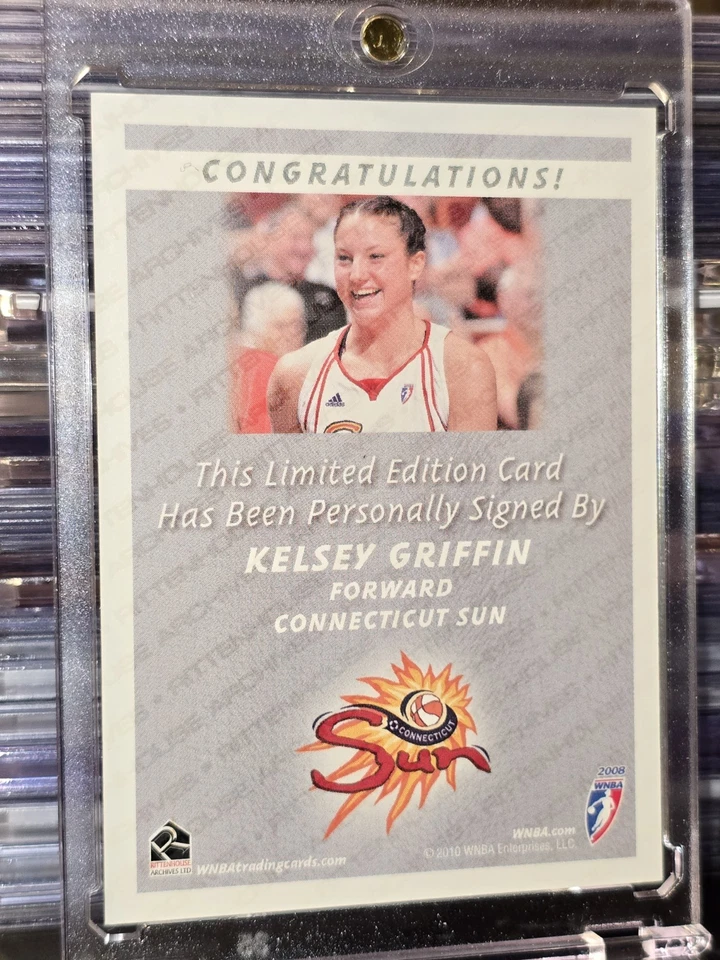 CONGRATULATIONS!
adidas
This Limited Edition Card
Has Been Personally Signed By
KELSEY GRIFFIN
FORWARD
CONNECTICUT SUN
CONNECTICUT
Sun
2008
WNBA
RITTENHOUSE
ARCHIVES LTD
WNBAtradingcards.com
WNBA.com
© 2010 WNBA Enterprises, LLC.